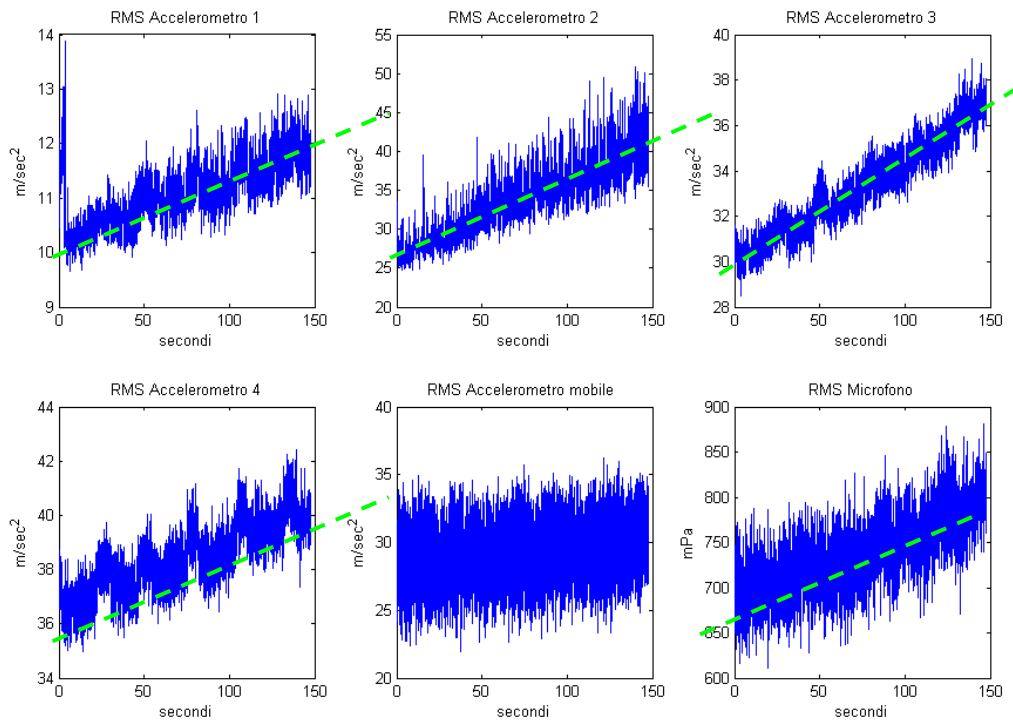 RMS Accelerometro 1
14
13
12
11
10
9
m/sec²
0 50 100 150
secondi
RMS Accelerometro 2
55
50
45
40
35
30
25
20
m/sec²
0 50 100 150
secondi
RMS Accelerometro 3
40
38
36
34
32
30
28
m/sec²
0 50 100 150
secondi
RMS Accelerometro 4
44
42
40
38
36
34
m/sec²
0 50 100 150
secondi
RMS Accelerometro mobile
40
35
30
25
20
m/sec²
0 50 100 150
secondi
RMS Microfono
900
850
800
750
700
650
600
mPa
0 50 100 150
secondi